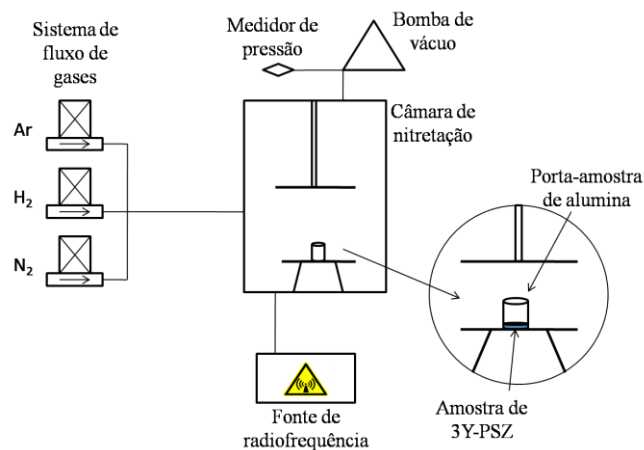 Sistema de
fluxo de
gases
Ar
H₂
N₂
Medidor de
pressão
Bomba de
vácuo
Câmara de
nitretação
Porta-amostra
de alumina
Fonte de
radiofrequência
Amostra de
3Y-PSZ